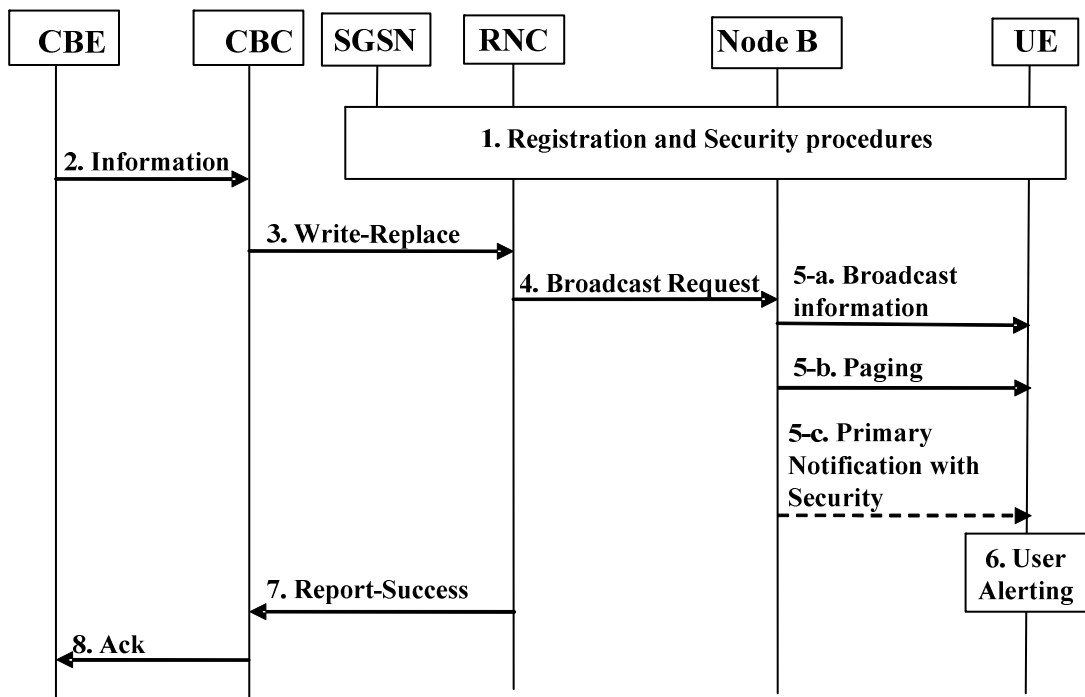 CBE
CBC
SGSN
RNC
Node B
UE
1. Registration and Security procedures
2. Information
3. Write-Replace
4. Broadcast Request
5-a. Broadcast
information
5-b. Paging
5-c. Primary
Notification with
Security
6. User
Alerting
7. Report-Success
8. Ack